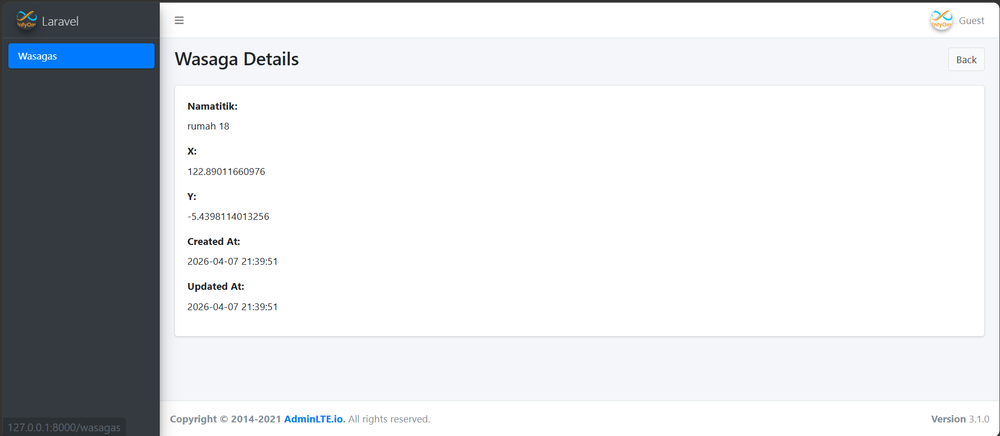 InfyOm Laravel
InfyOm Guest
Wasagas
Wasaga Details
Back
Namatitik:
rumah 18
X:
122.89011660976
Y:
-5.4398114013256
Created At:
2026-04-07 21:39:51
Updated At:
2026-04-07 21:39:51
Copyright © 2014-2021 AdminLTE.io. All rights reserved.
Version 3.1.0
127.0.0.1:8000/wasagas